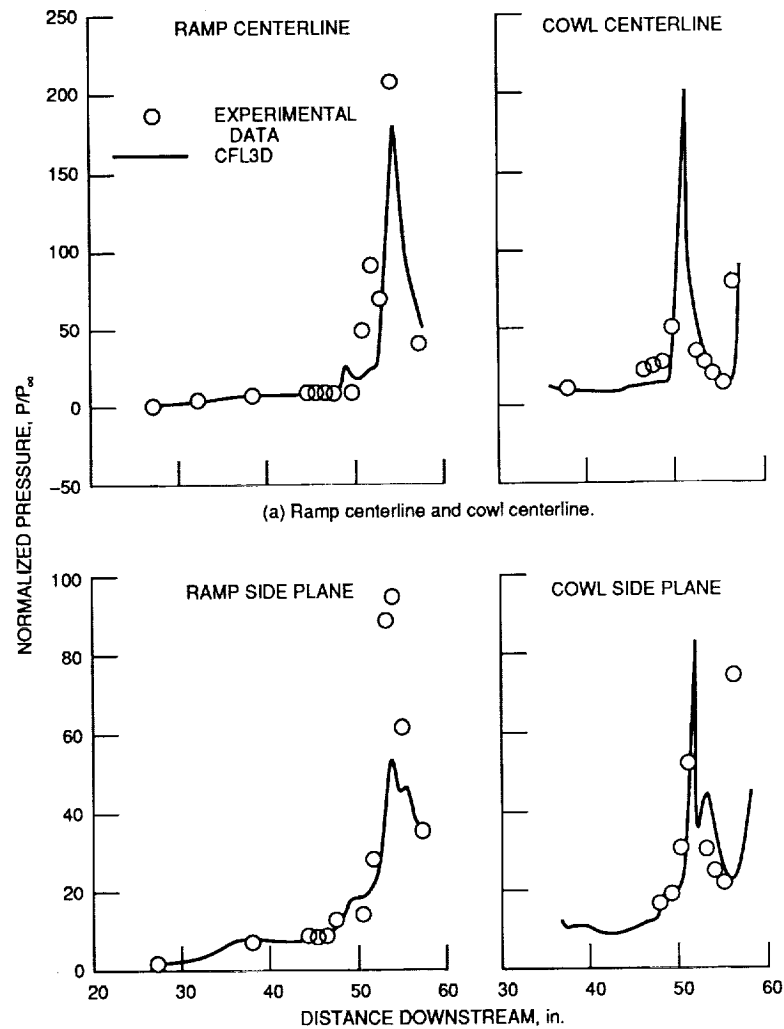 RAMP CENTERLINE
COWL CENTERLINE
250
200
150
100
50
0
−50
EXPERIMENTAL
DATA
CFL3D
(a) Ramp centerline and cowl centerline.
NORMALIZED PRESSURE, P/P∞
RAMP SIDE PLANE
COWL SIDE PLANE
100
80
60
40
20
0
20 30 40 50 60
30 40 50 60
DISTANCE DOWNSTREAM, in.